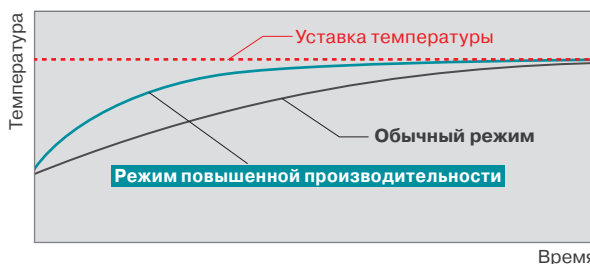 Температура
Уставка температуры
Обычный режим
Режим повышенной производительности
Время